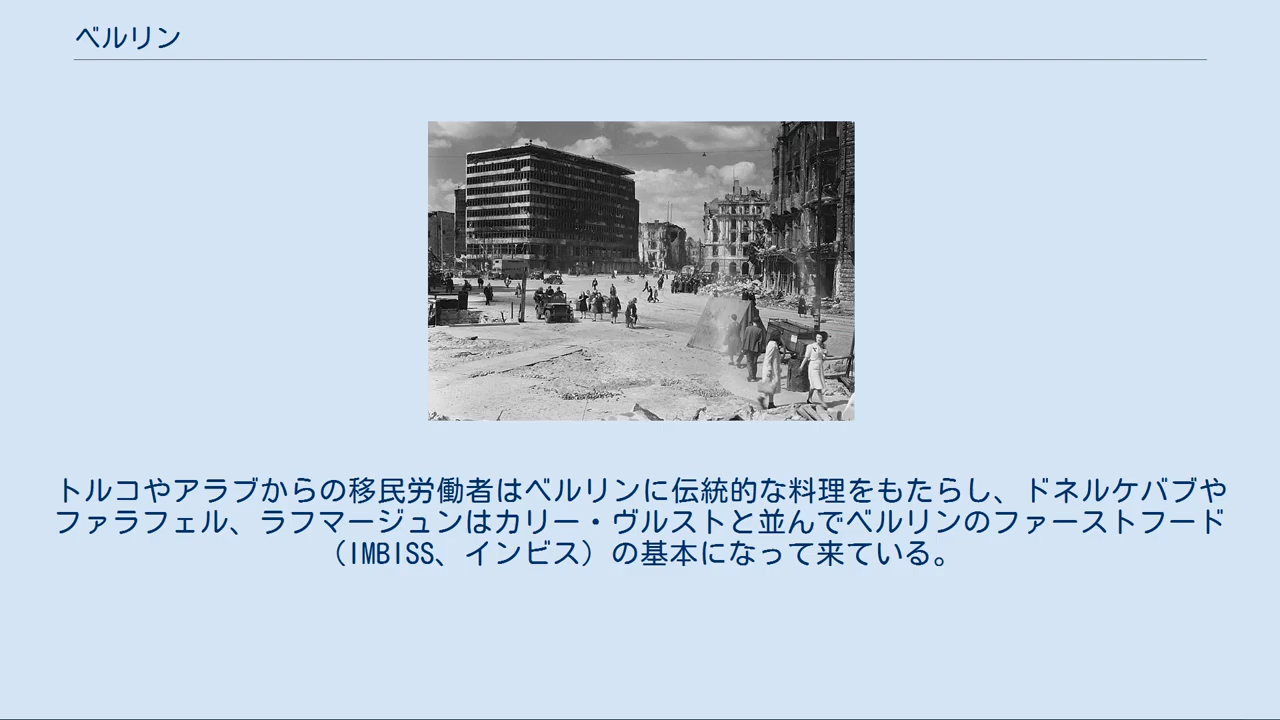 ベルリン
トルコやアラブからの移民労働者はベルリンに伝統的な料理をもたらし、ドネルケバブや
ファラフェル、ラフマージュンはカリー・ヴルストと並んでベルリンのファーストフード
（IMBISS、インビス）の基本になって来ている。